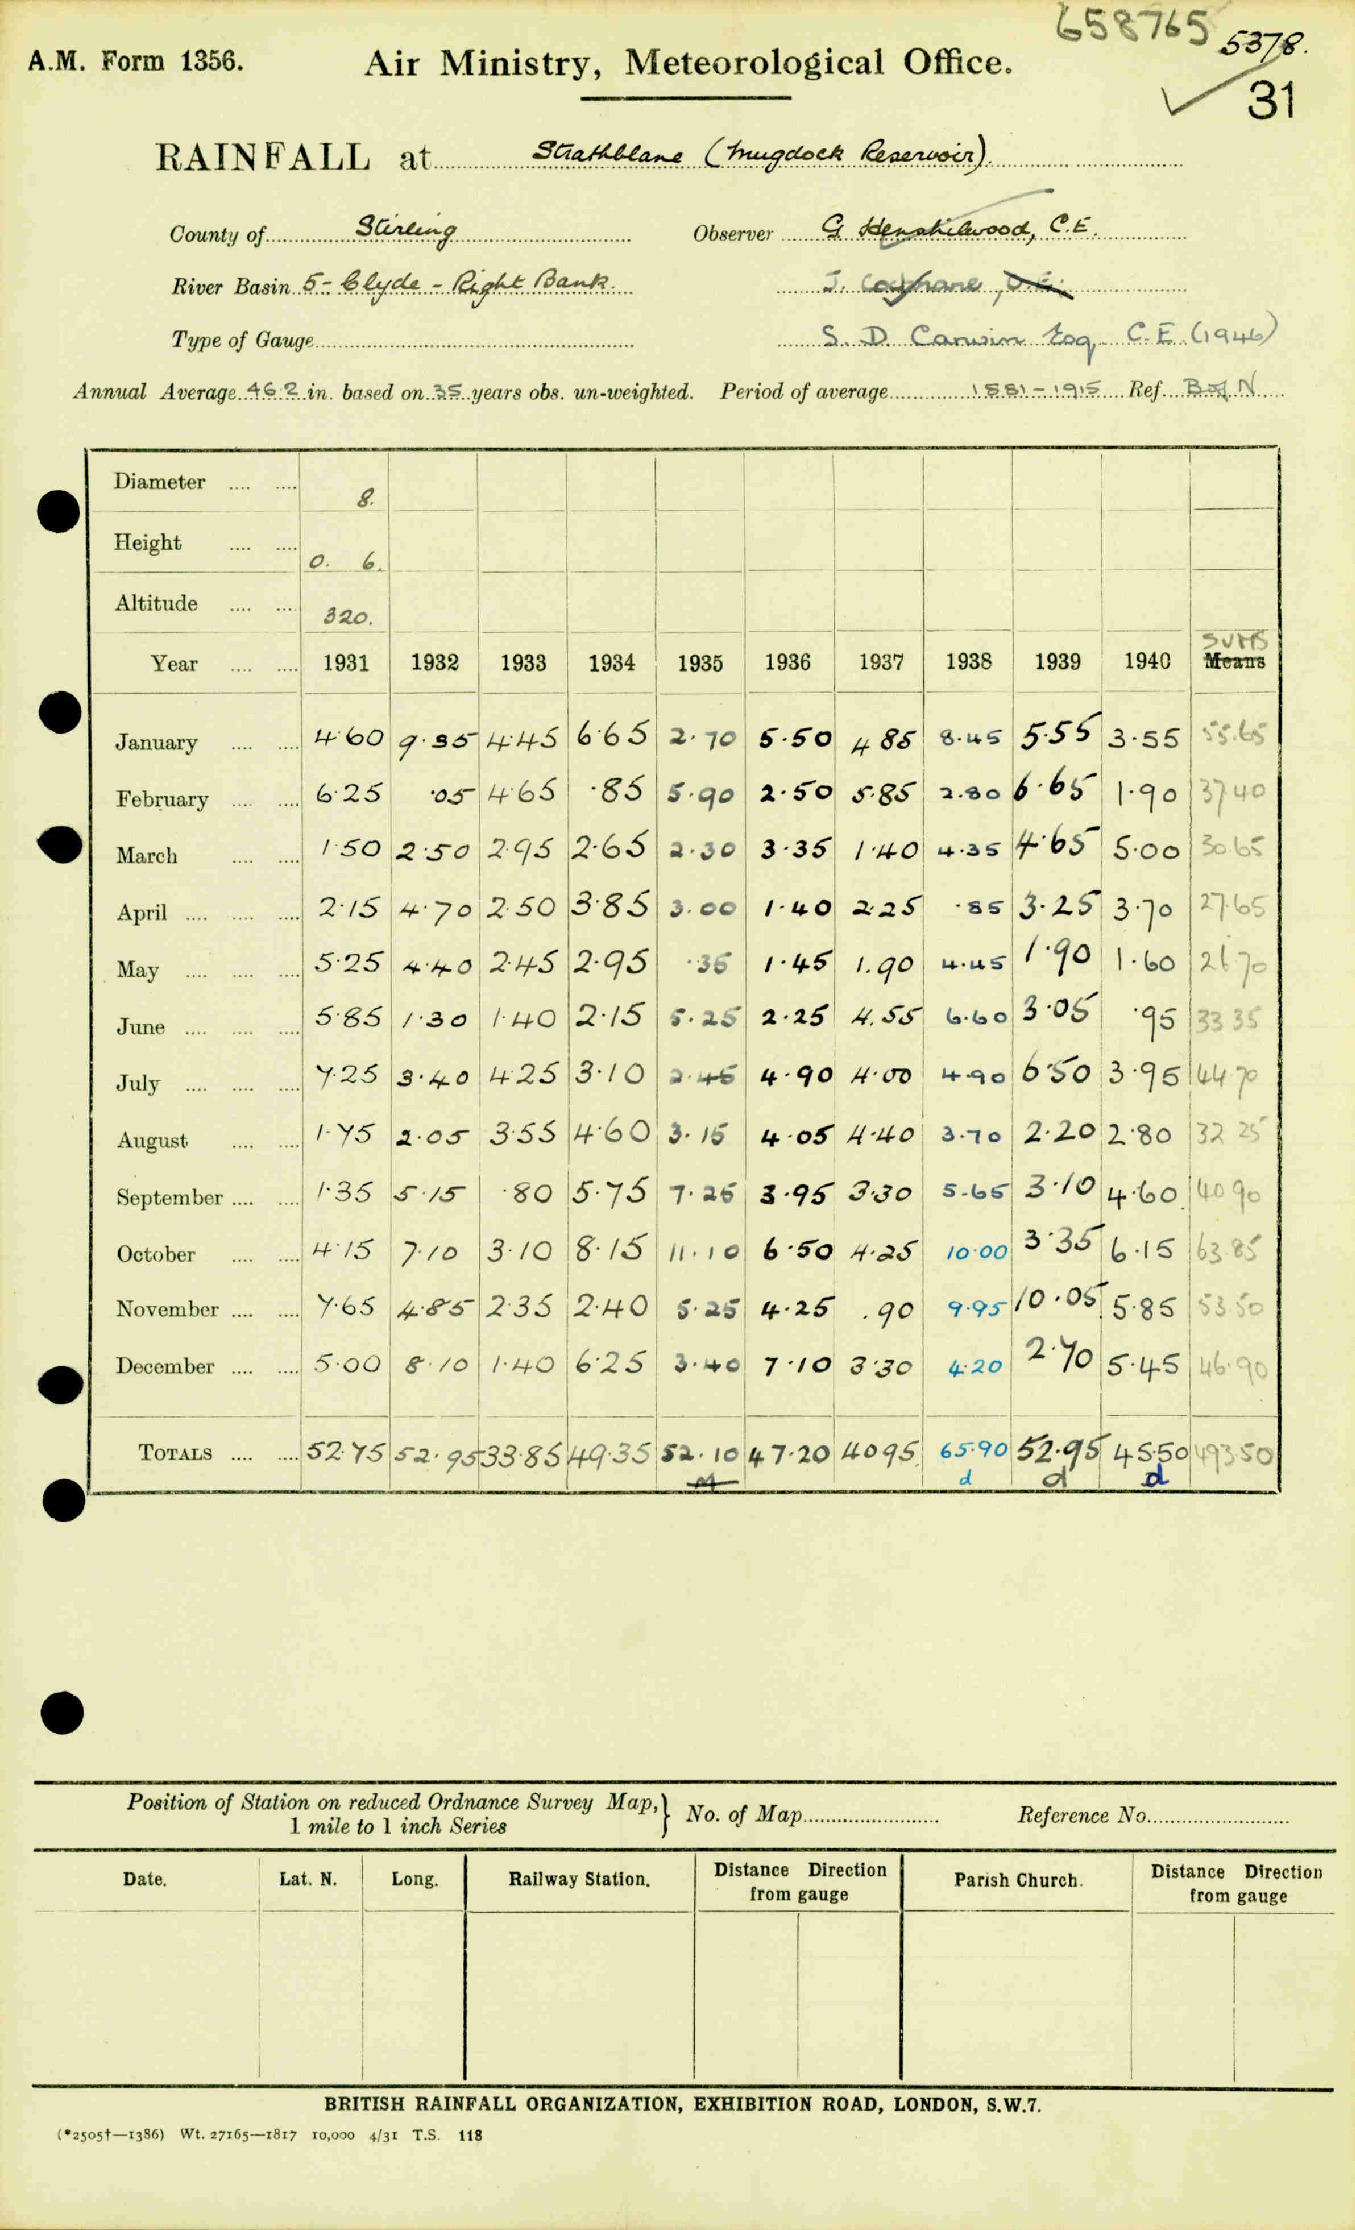 658765 5378.
A.M. Form 1356. Air Ministry, Meteorological Office.
31
RAINFALL at Strathblane (Mugdock Reservoir)
County of Stirling Observer G Henshilwood, C.E.
River Basin 5 - Clyde - Right Bank J. Cochrane, C.E.
Type of Gauge S. D. Canwin Esq C.E. (1946)
Annual Average 46.2 in. based on 35 years obs. un-weighted. Period of average 1881-1915 Ref. N
Diameter 8.
Height 0. 6.
Altitude 320.
SUMS
Year 1931 1932 1933 1934 1935 1936 1937 1938 1939 1940 Means
January 4.60 9.35 4.45 6.65 2.70 5.50 4 85 8.45 5.55 3.55 55.65
February 6.25 .05 4.65 .85 5.90 2.50 5.85 2.80 6.65 1.90 37 40
March 1.50 2.50 2.95 2.65 2.30 3.35 1.40 4.35 4.65 5.00 30 65
April 2.15 4.70 2.50 3.85 3.00 1.40 2.25 .85 3.25 3.70 27.65
May 5.25 4.40 2.45 2.95 .35 1.45 1.90 4.45 1.90 1.60 26.70
June 5.85 1.30 1.40 2.15 5.25 2.25 4.55 6.60 3.05 .95 33 35
July 7.25 3.40 4.25 3.10 2.45 4.90 4.00 4.90 6.50 3.95 44 70
August 1.75 2.05 3.55 4.60 3.15 4.05 4.40 3.70 2.20 2.80 32 25
September 1.35 5.15 .80 5.75 7.25 3.95 3.30 5.65 3.10 4.60 40 90
October 4.15 7.10 3.10 8.15 11.10 6.50 4.25 10.00 3.35 6.15 63.85
November 7.65 4.85 2.35 2.40 5.25 4.25 .90 9.95 10.05 5.85 53 50
December 5.00 8.10 1.40 6.25 3.40 7.10 3.30 4.20 2.70 5.45 46.90
TOTALS 52.75 52.95 33.85 49.35 52.10 47.20 40 95 65.90 52.95 45.50 493 50
M d d d
Position of Station on reduced Ordnance Survey Map, } No. of Map Reference No.
1 mile to 1 inch Series
Date. Lat. N. Long. Railway Station. Distance Direction from gauge Parish Church. Distance Direction from gauge
BRITISH RAINFALL ORGANIZATION, EXHIBITION ROAD, LONDON, S.W.7.
(*2505†—1386) Wt. 27165—1817 10,000 4/31 T.S. 118